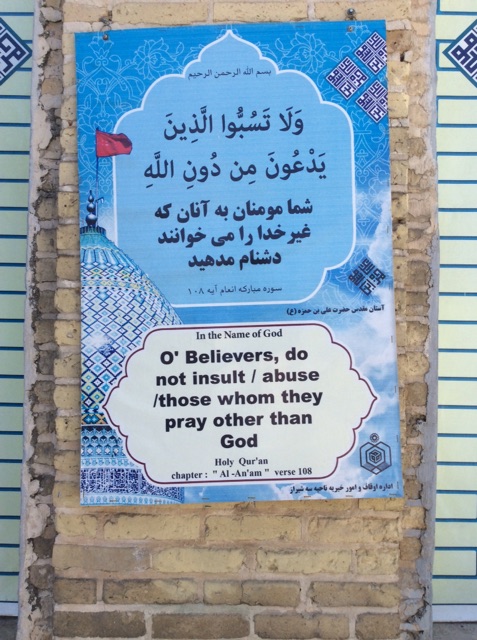 بسم الله الرحمن الرحیم
وَلَا تَسُبُّوا الَّذِينَ
يَدْعُونَ مِن دُونِ اللَّهِ
شما مومنان به آنان که
غیرخدا را می خوانند
دشنام مدهید
سوره مبارکه انعام آیه ۱۰۸
آستان مقدس حضرت علی بن حمزه (ع)
In the Name of God
O' Believers, do
not insult / abuse
/those whom they
pray other than
God
Holy Qur'an
chapter : " Al -An'am " verse 108
اداره اوقاف و امور خیریه ناحیه سه شیراز